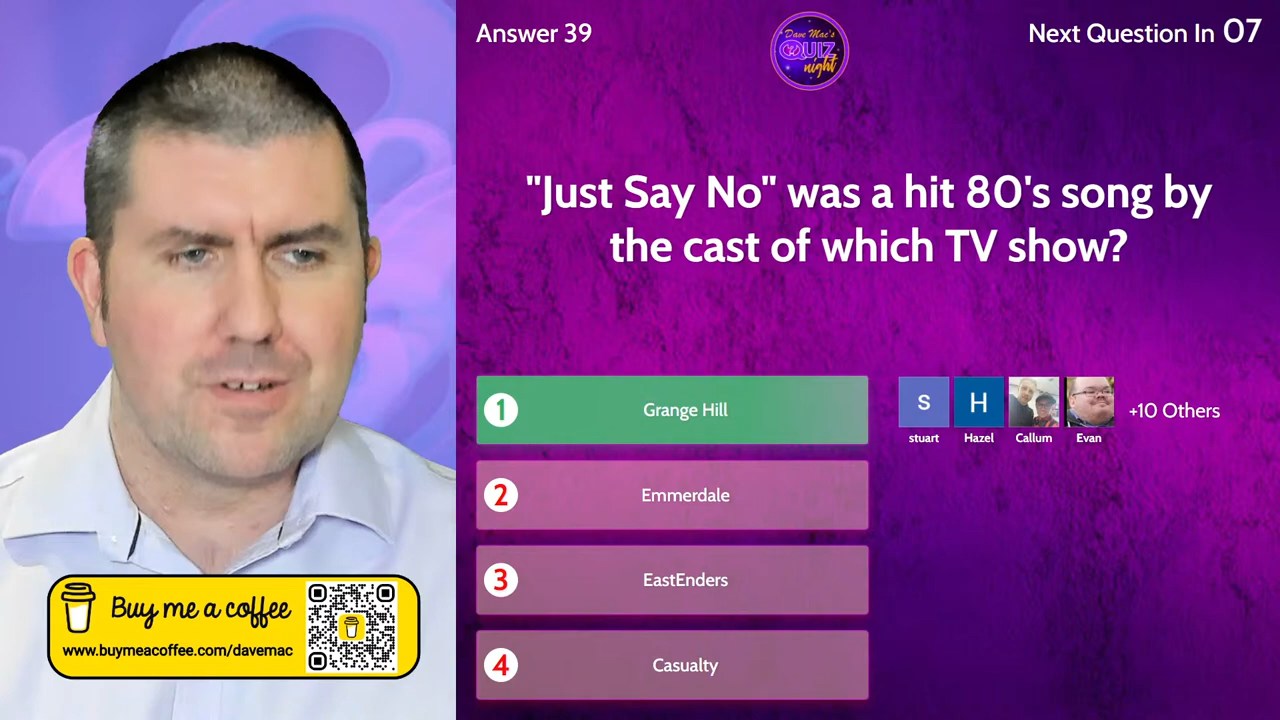 Answer 39
Dave Mac's
QUIZ
night
Next Question In 07
"Just Say No" was a hit 80's song by
the cast of which TV show?
1 Grange Hill
S
H
+10 Others
stuart
Hazel
Callum
Evan
2 Emmerdale
3 EastEnders
4 Casualty
Buy me a coffee
www.buymeacoffee.com/davemac